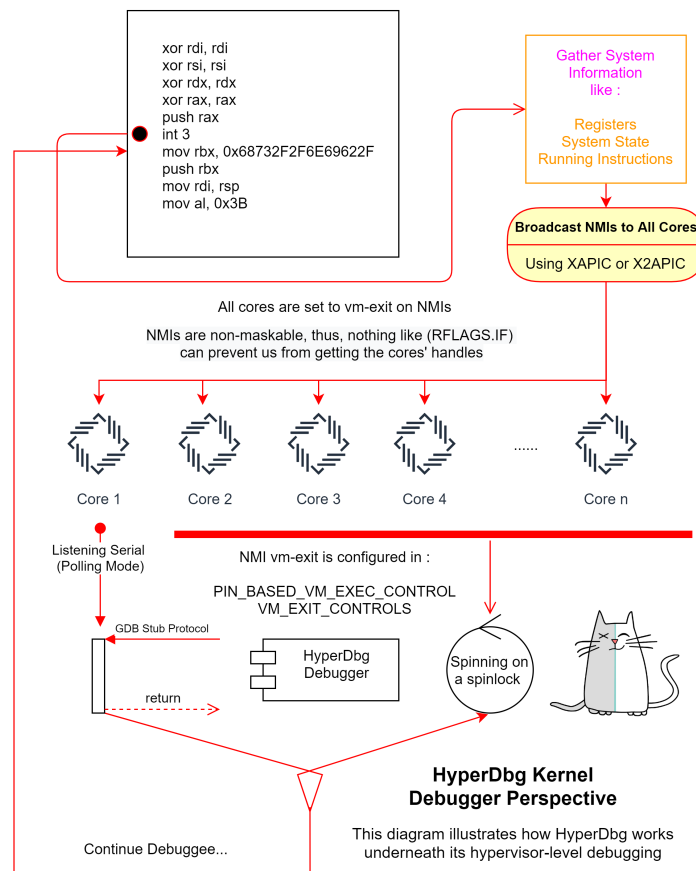 xor rdi, rdi
xor rsi, rsi
xor rdx, rdx
xor rax, rax
push rax
int 3
mov rbx, 0x68732F2F6E69622F
push rbx
mov rdi, rsp
mov al, 0x3B
Gather System
Information
like :
Registers
System State
Running Instructions
Broadcast NMIs to All Cores
Using XAPIC or X2APIC
All cores are set to vm-exit on NMIs
NMIs are non-maskable, thus, nothing like (RFLAGS.IF)
can prevent us from getting the cores' handles
Core 1
Core 2
Core 3
Core 4
......
Core n
Listening Serial
(Polling Mode)
NMI vm-exit is configured in :
PIN_BASED_VM_EXEC_CONTROL
VM_EXIT_CONTROLS
GDB Stub Protocol
return
HyperDbg
Debugger
Spinning on
a spinlock
HyperDbg Kernel
Debugger Perspective
This diagram illustrates how HyperDbg works
underneath its hypervisor-level debugging
Continue Debuggee...